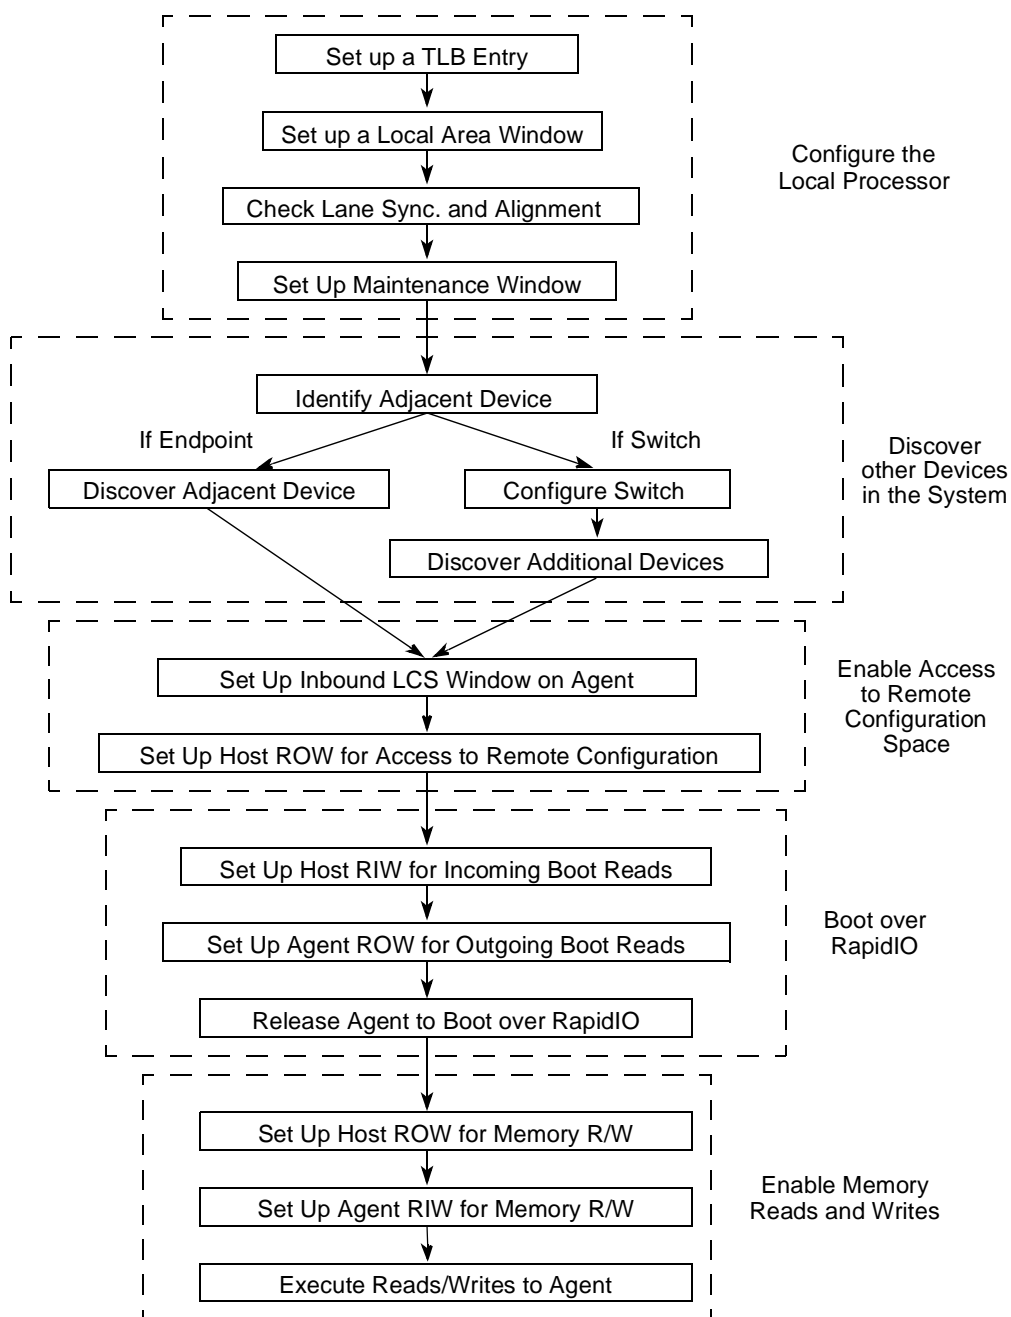 Set up a TLB Entry
Set up a Local Area Window
Check Lane Sync. and Alignment
Set Up Maintenance Window
Configure the
Local Processor
Identify Adjacent Device
If Endpoint
If Switch
Discover Adjacent Device
Configure Switch
Discover Additional Devices
Discover
other Devices
in the System
Set Up Inbound LCS Window on Agent
Set Up Host ROW for Access to Remote Configuration
Enable Access
to Remote
Configuration
Space
Set Up Host RIW for Incoming Boot Reads
Set Up Agent ROW for Outgoing Boot Reads
Release Agent to Boot over RapidIO
Boot over
RapidIO
Set Up Host ROW for Memory R/W
Set Up Agent RIW for Memory R/W
Execute Reads/Writes to Agent
Enable Memory
Reads and Writes